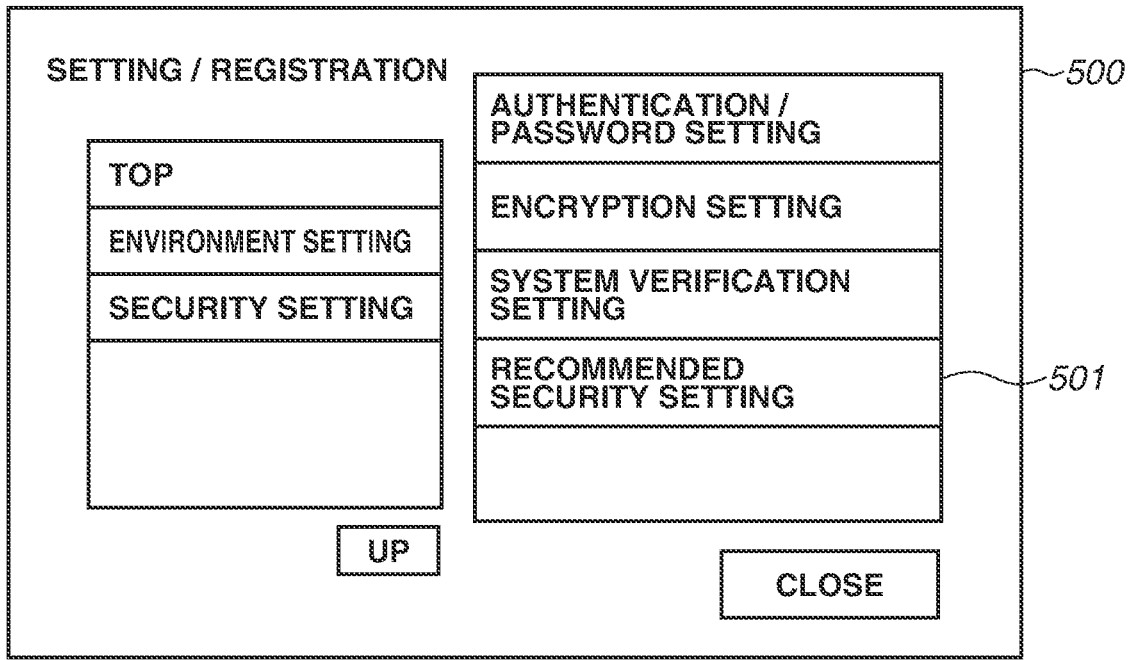 SETTING / REGISTRATION
500
TOP
ENVIRONMENT SETTING
SECURITY SETTING
UP
AUTHENTICATION /
PASSWORD SETTING
ENCRYPTION SETTING
SYSTEM VERIFICATION
SETTING
RECOMMENDED
SECURITY SETTING
501
CLOSE